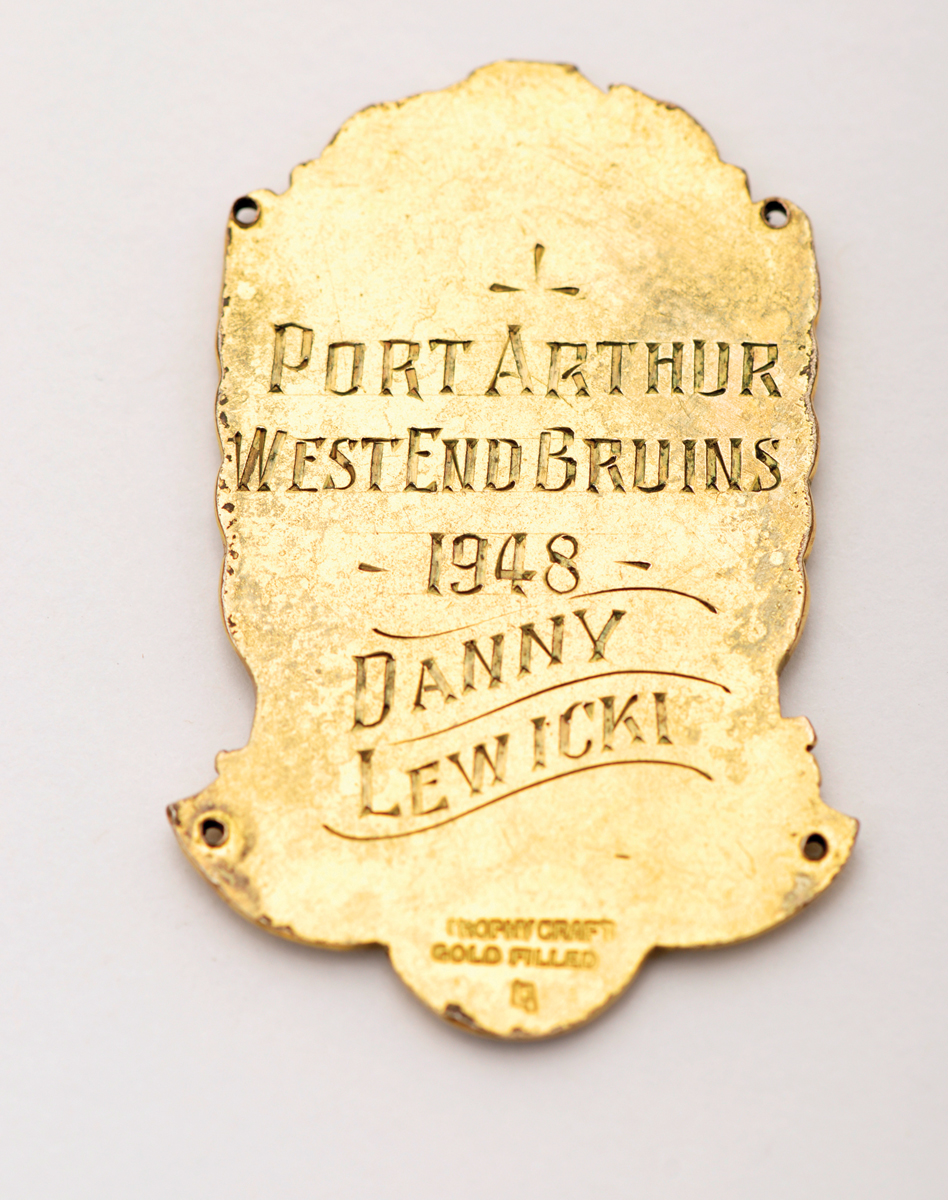 PORT ARTHUR
WEST END BRUINS
- 1948 -
DANNY
LEWICKI
TROPHY CRAFT
GOLD FILLED